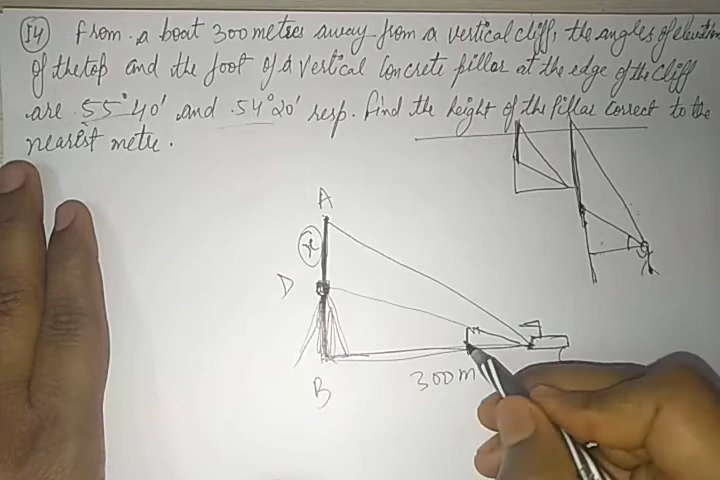 54 From a boat 300 metres away from a vertical cliff, the angles of elevation
of the top and the foot of a vertical concrete pillar at the edge of the cliff
are 55°40' and 54°20' resp. find the height of the Pillar correct to the
nearest metre.
A
x
D
B
300m